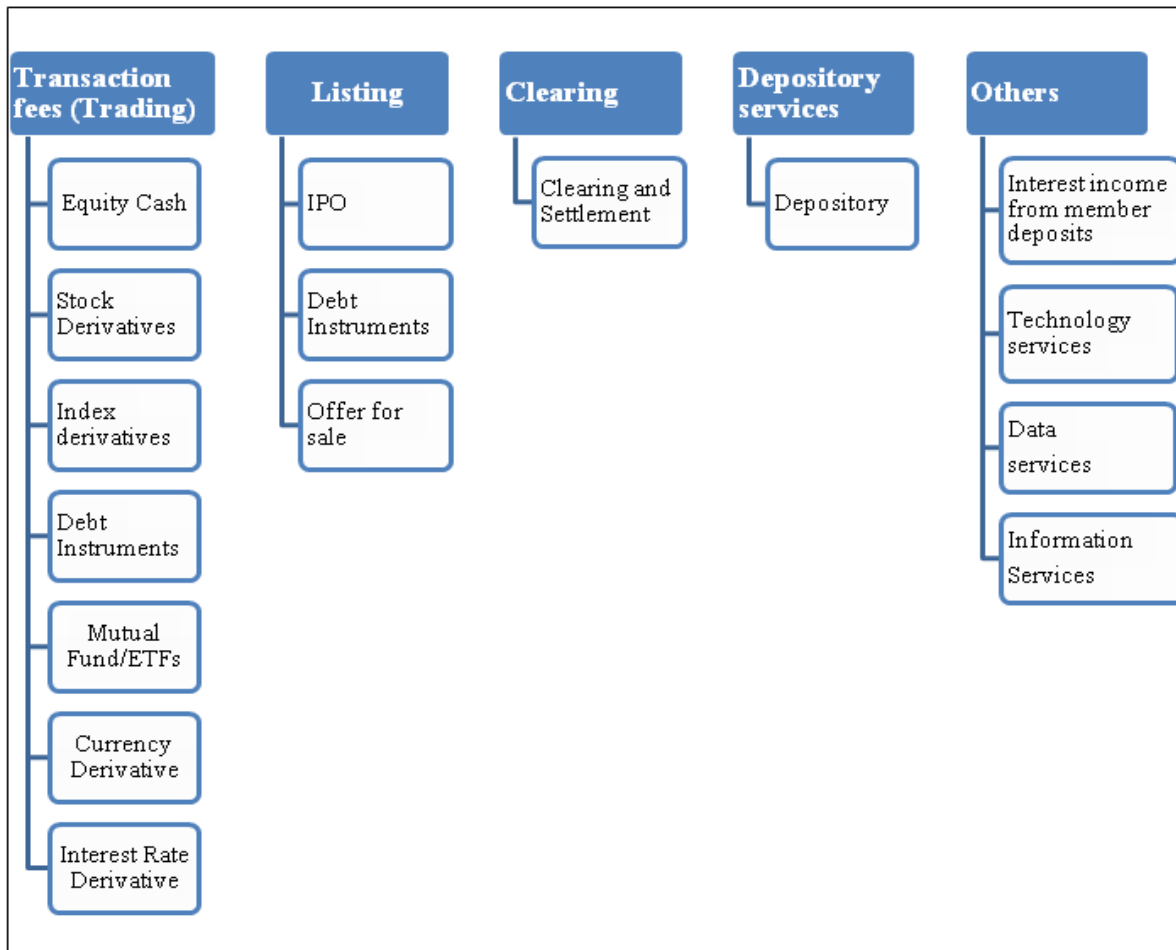 Transaction
fees (Trading)
Equity Cash
Stock
Derivatives
Index
derivatives
Debt
Instruments
Mutual
Fund/ETFs
Currency
Derivative
Interest Rate
Derivative
Listing
IPO
Debt
Instruments
Offer for
sale
Clearing
Clearing and
Settlement
Depository
services
Depository
Others
Interest income
from member
deposits
Technology
services
Data
services
Information
Services